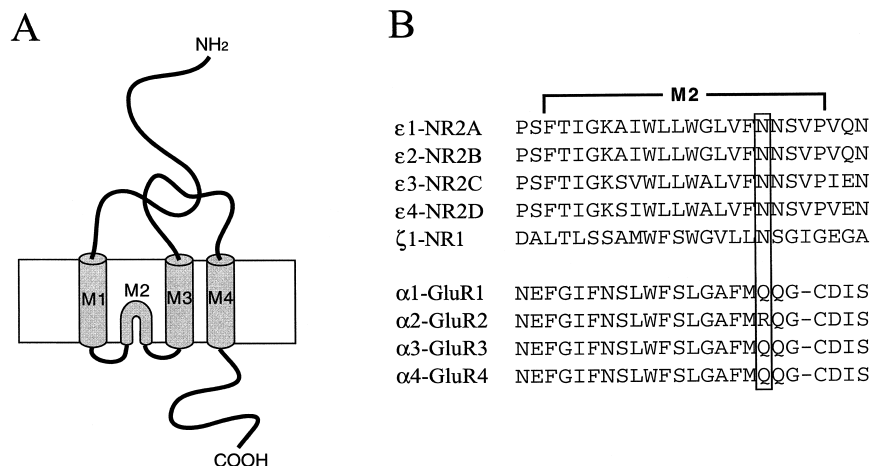 A
NH2
M1
M2
M3
M4
COOH
B
M2
ε1-NR2A PSFTIGKAIWLLWGLVFNNSVPVQN
ε2-NR2B PSFTIGKAIWLLWGLVFNNSVPVQN
ε3-NR2C PSFTIGKSVWLLWALVFNNSVPIEN
ε4-NR2D PSFTIGKSIWLLWALVFNNSVPVEN
ζ1-NR1 DALTLSSAMWFSWGVLLNSGIGEGA
α1-GluR1 NEFGIFNSLWFSLGAFMQQG-CDIS
α2-GluR2 NEFGIFNSLWFSLGAFMRQG-CDIS
α3-GluR3 NEFGIFNSLWFSLGAFMQQG-CDIS
α4-GluR4 NEFGIFNSLWFSLGAFMQQG-CDIS